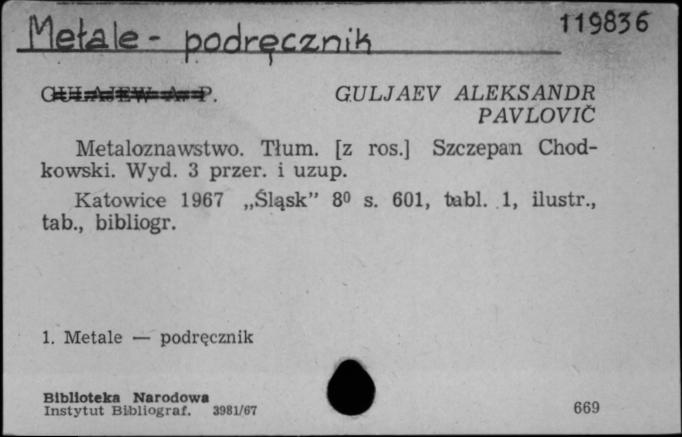 Metale - podręcznik
119836
GULAJEW A. P.
GULJAEV ALEKSANDR
PAVLOVIČ
Metaloznawstwo. Tłum. [z ros.] Szczepan Chod-
kowski. Wyd. 3 przer. i uzup.
Katowice 1967 „Śląsk” 8⁰ s. 601, tabl. 1, ilustr.,
tab., bibliogr.
1. Metale — podręcznik
Biblioteka Narodowa
Instytut Bibliograf. 3981/67
669